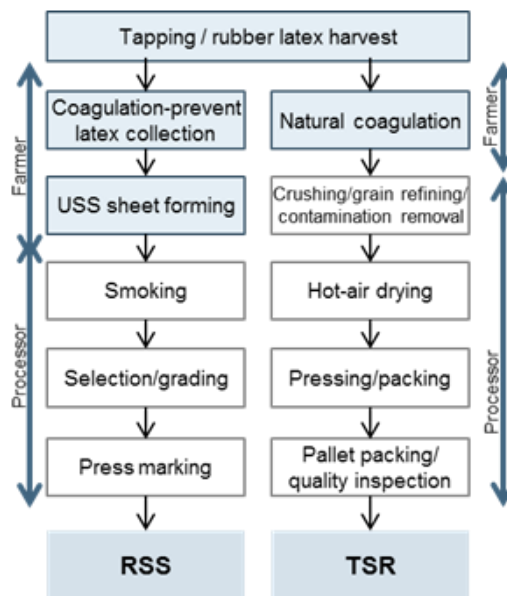 Tapping / rubber latex harvest
Farmer
Coagulation-prevent
latex collection
Natural coagulation
Farmer
USS sheet forming
Crushing/grain refining/
contamination removal
Processor
Smoking
Hot-air drying
Processor
Selection/grading
Pressing/packing
Press marking
Pallet packing/
quality inspection
RSS
TSR